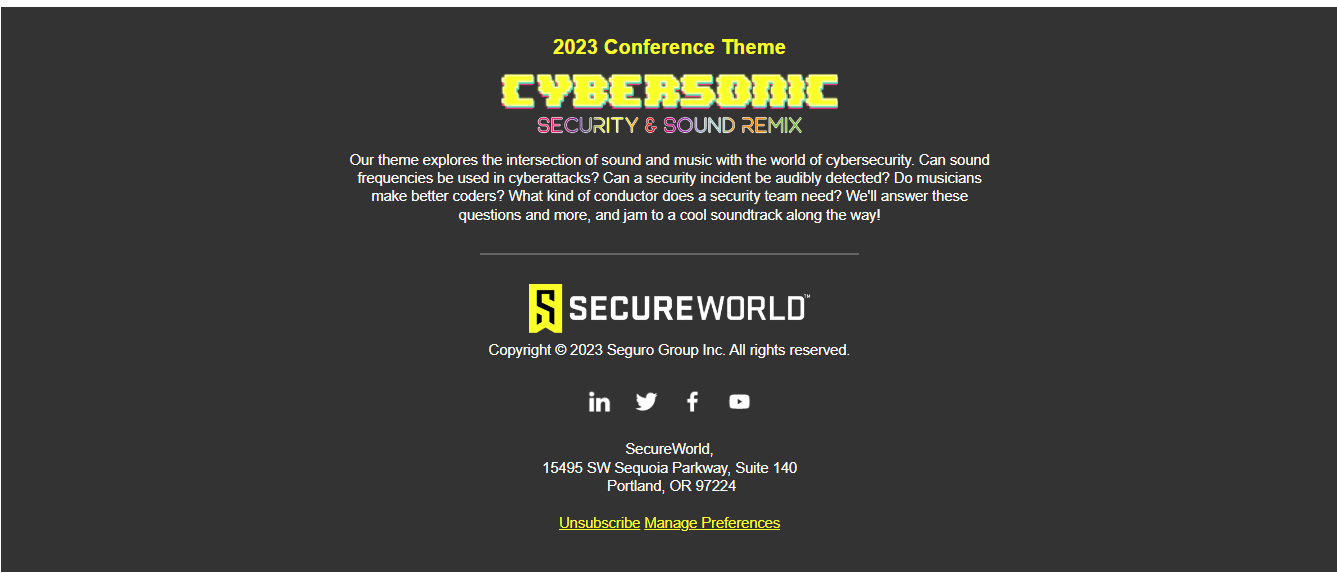 2023 Conference Theme
CYBERSONIC
SECURITY & SOUND REMIX
Our theme explores the intersection of sound and music with the world of cybersecurity. Can sound
frequencies be used in cyberattacks? Can a security incident be audibly detected? Do musicians
make better coders? What kind of conductor does a security team need? We'll answer these
questions and more, and jam to a cool soundtrack along the way!
SECUREWORLD™
Copyright © 2023 Seguro Group Inc. All rights reserved.
SecureWorld,
15495 SW Sequoia Parkway, Suite 140
Portland, OR 97224
Unsubscribe Manage Preferences